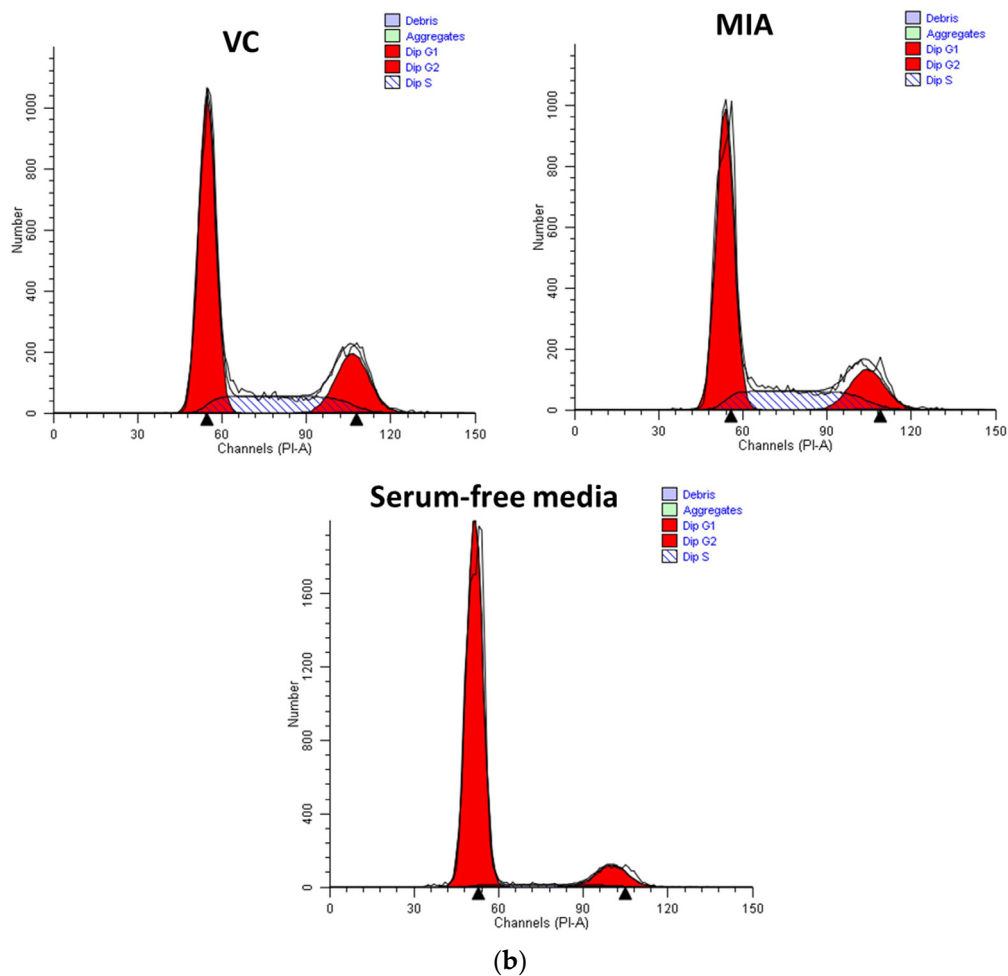 VC
Debris
Aggregates
Dip G1
Dip G2
Dip S
Number
0 200 400 600 800 1000
0 30 60 90 120 150
Channels (PI-A)
MIA
Debris
Aggregates
Dip G1
Dip G2
Dip S
Number
0 200 400 600 800 1000
0 30 60 90 120 150
Channels (PI-A)
Serum-free media
Debris
Aggregates
Dip G1
Dip G2
Dip S
Number
0 400 800 1200 1600
0 30 60 90 120 150
Channels (PI-A)
(b)